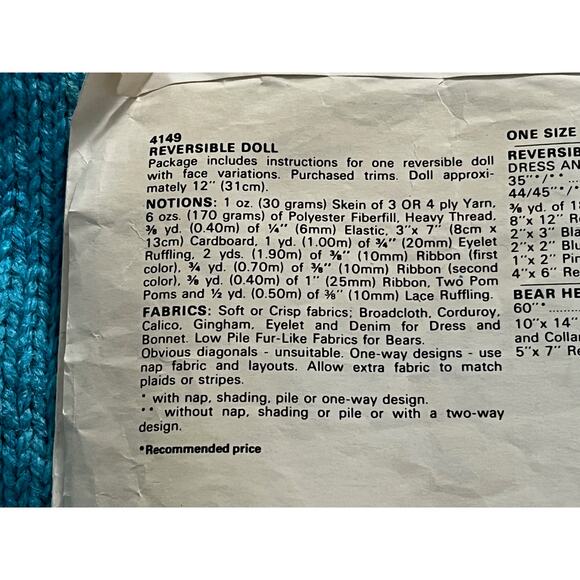 4149
REVERSIBLE DOLL
Package includes instructions for one reversible doll
with face variations. Purchased trims. Doll approxi-
mately 12" (31cm).
NOTIONS: 1 oz. (30 grams) Skein of 3 OR 4 ply Yarn,
6 ozs. (170 grams) of Polyester Fiberfill, Heavy Thread,
⅜ yd. (0.40m) of ¼" (6mm) Elastic, 3"x 7" (8cm x
13cm) Cardboard, 1 yd. (1.00m) of ¾" (20mm) Eyelet
Ruffling, 2 yds. (1.90m) of ⅜" (10mm) Ribbon (first
color), ¾ yd. (0.70m) of ⅜" (10mm) Ribbon (second
color), ⅜ yd. (0.40m) of 1" (25mm) Ribbon, Two Pom
Poms and ½ yd. (0.50m) of ⅜" (10mm) Lace Ruffling.
FABRICS: Soft or Crisp fabrics; Broadcloth, Corduroy,
Calico, Gingham, Eyelet and Denim for Dress and
Bonnet. Low Pile Fur-Like Fabrics for Bears.
Obvious diagonals - unsuitable. One-way designs - use
nap fabric and layouts. Allow extra fabric to match
plaids or stripes.
* with nap, shading, pile or one-way design.
** without nap, shading or pile or with a two-way
design.
*Recommended price
ONE SIZE
REVERSIB
DRESS AN
35"*/** ...
44/45"*/*
⅜ yd. of 1
8"x 12" R
2"x 3" Bla
2"x 2" Blu
1"x 2" Pin
4"x 6" Re
BEAR HE
60"*..........
10"x 14"
and Colla
5"x 7" Re